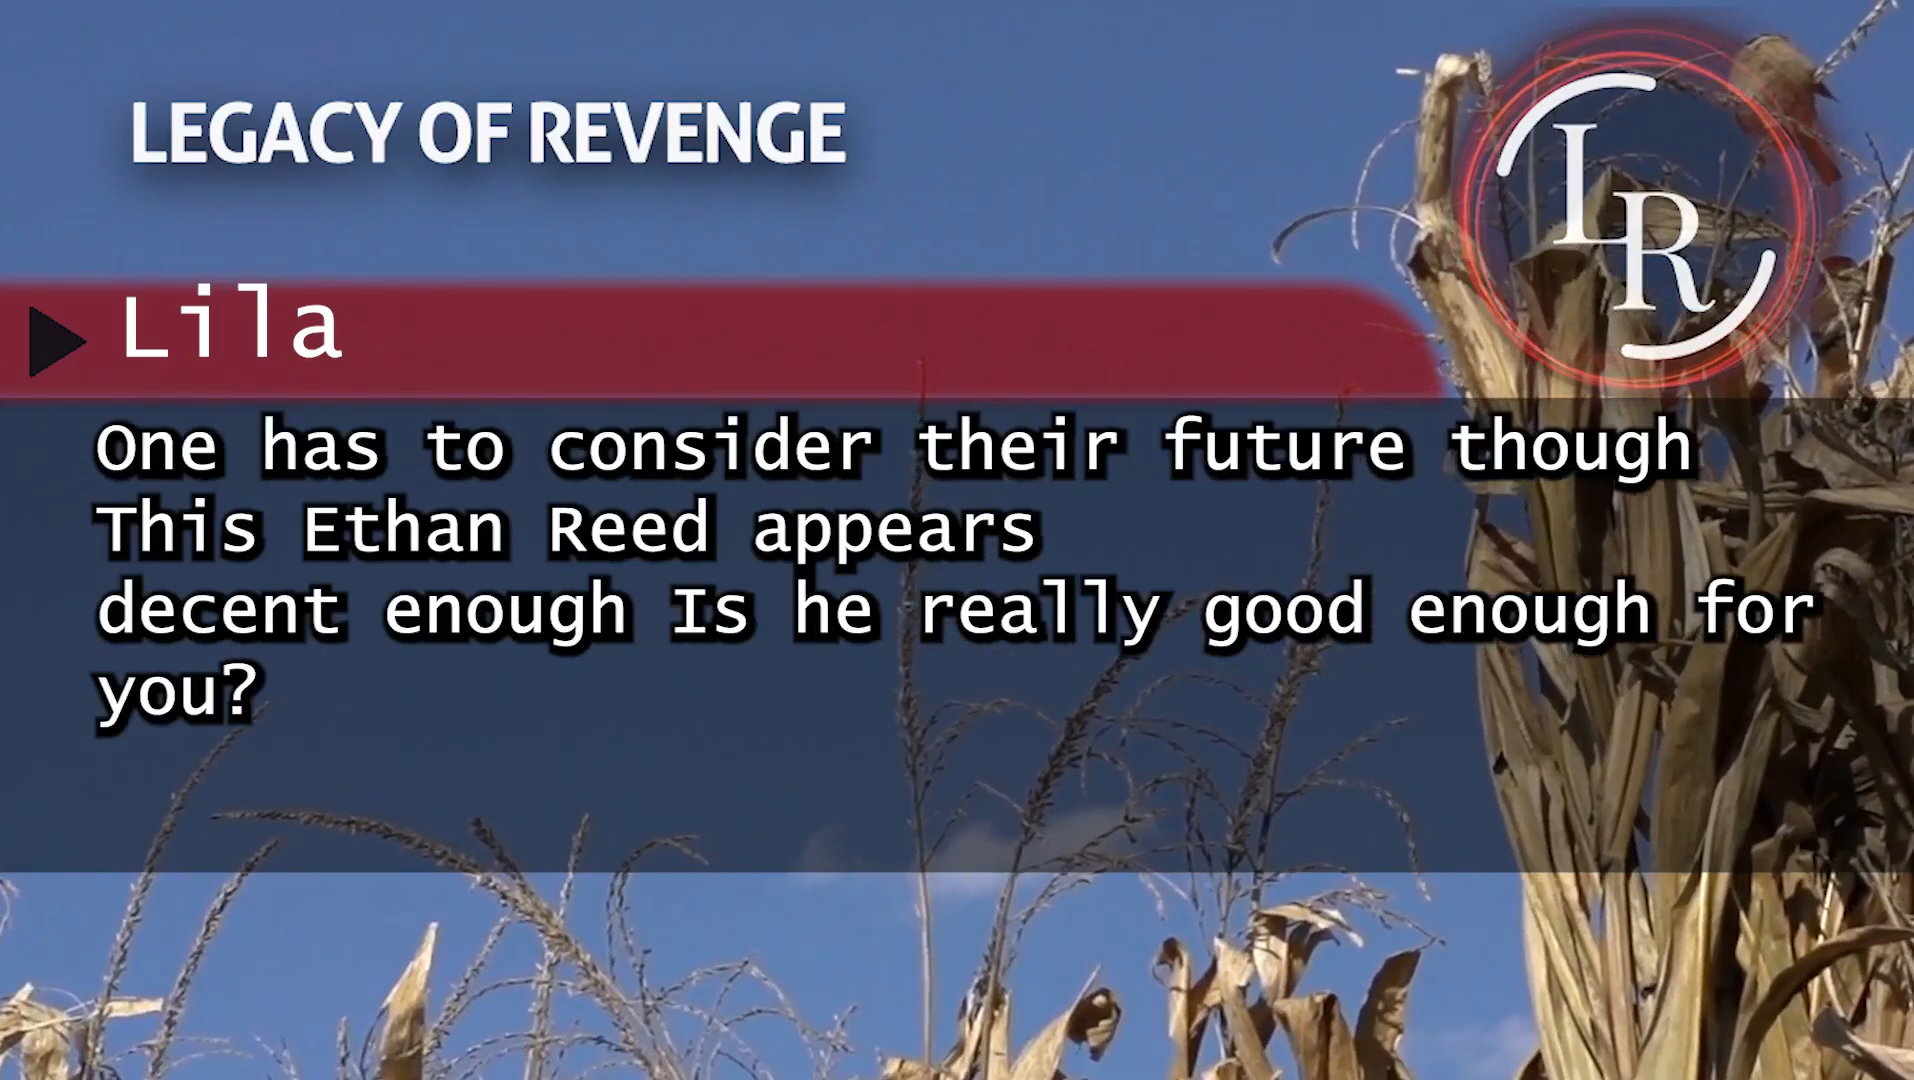 LEGACY OF REVENGE
LR
Lila
One has to consider their future though
This Ethan Reed appears
decent enough Is he really good enough for
you?